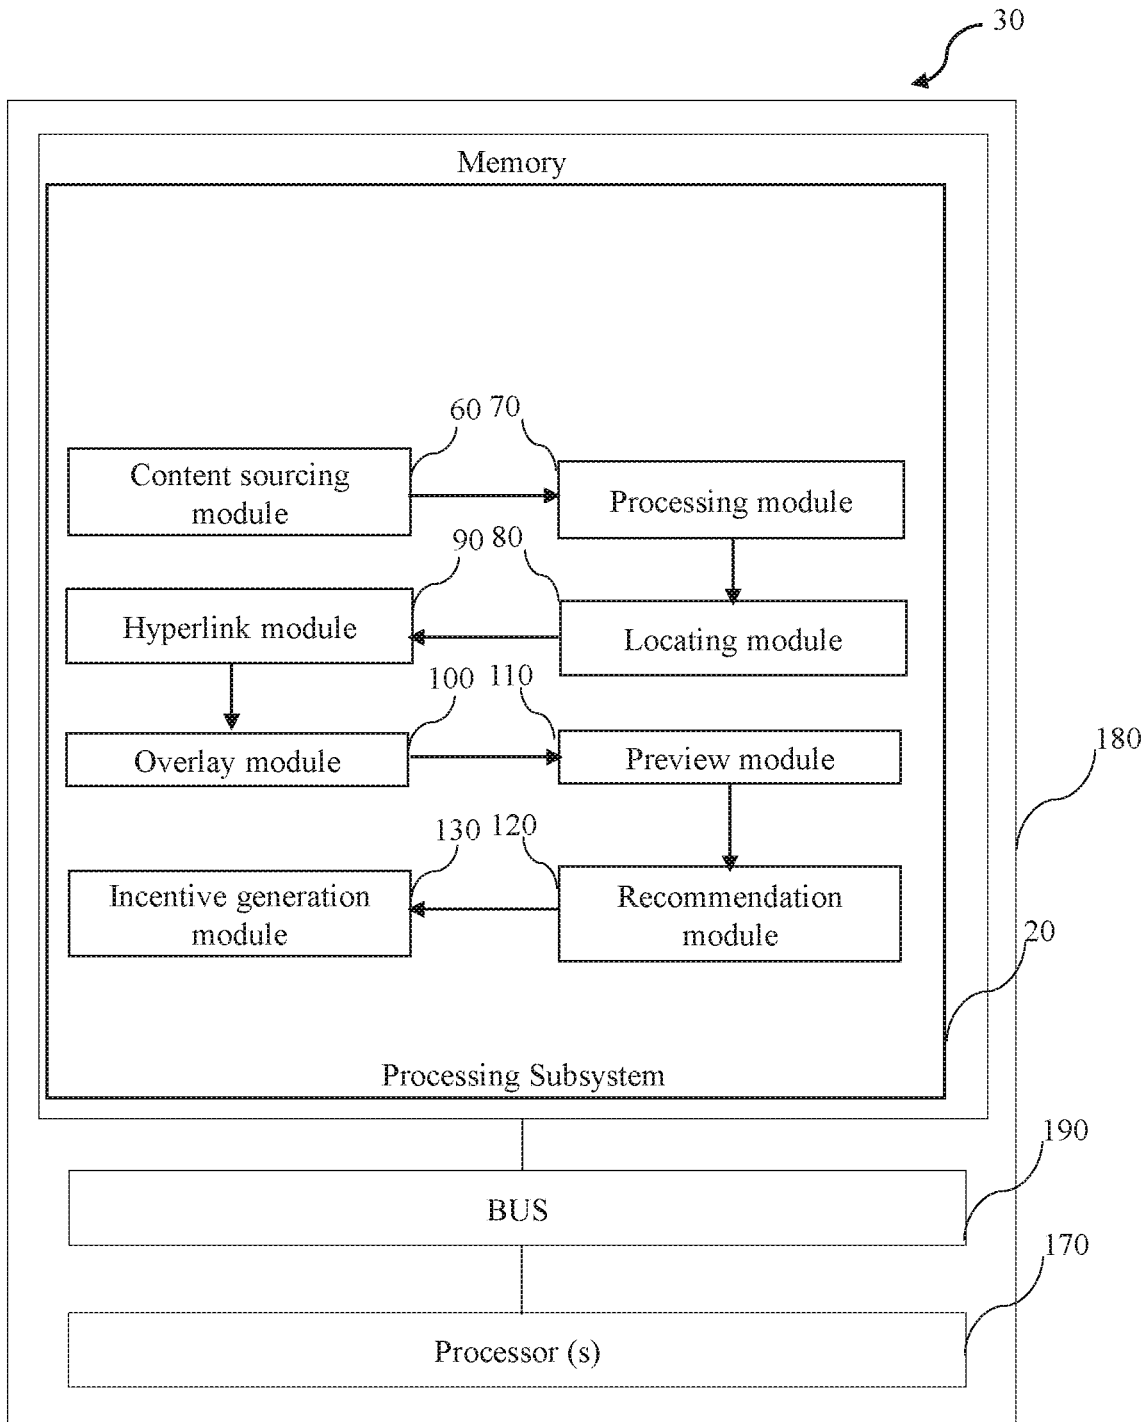 30
Memory
60
70
Content sourcing
module
Processing module
90
80
Hyperlink module
Locating module
100
110
Overlay module
Preview module
180
130
120
Incentive generation
module
Recommendation
module
20
Processing Subsystem
190
BUS
170
Processor (s)